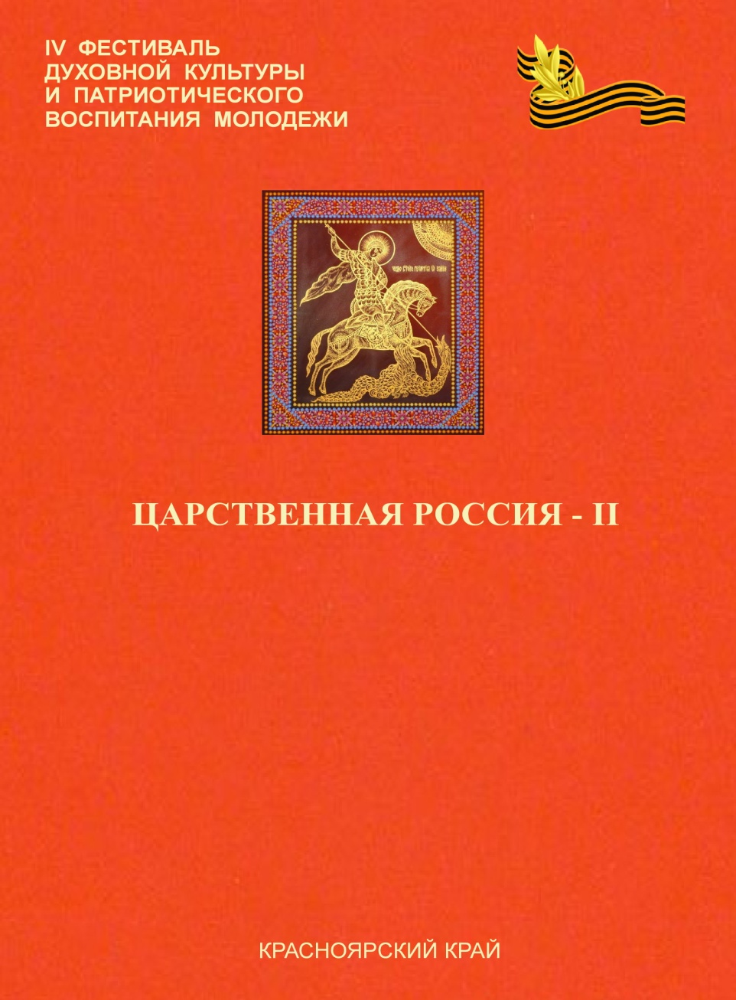 IV ФЕСТИВАЛЬ
ДУХОВНОЙ КУЛЬТУРЫ
И ПАТРИОТИЧЕСКОГО
ВОСПИТАНИЯ МОЛОДЕЖИ
ЦАРСТВЕННАЯ РОССИЯ - II
КРАСНОЯРСКИЙ КРАЙ